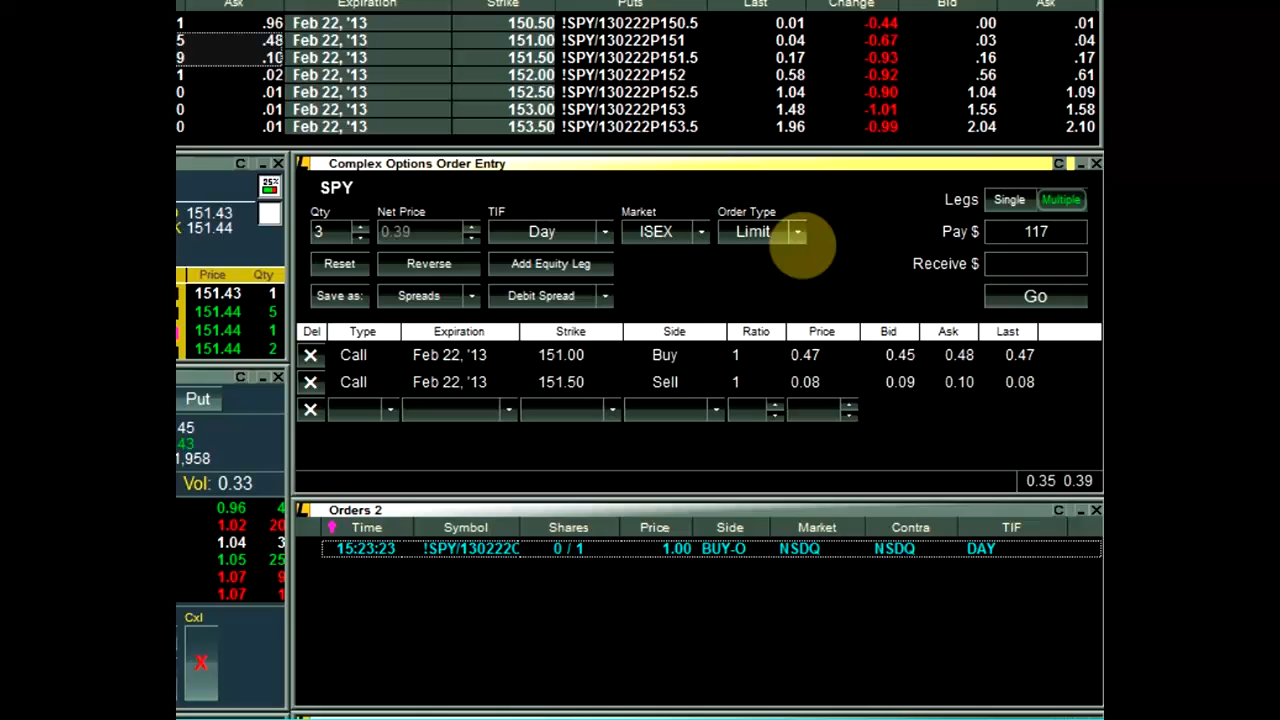 Ask Expiration Strike Puts Last Change Bid Ask
1 .96 Feb 22, '13 150.50 !SPY/130222P150.5 0.01 -0.44 .00 .01
5 .48 Feb 22, '13 151.00 !SPY/130222P151 0.04 -0.67 .03 .04
9 .10 Feb 22, '13 151.50 !SPY/130222P151.5 0.17 -0.93 .16 .17
1 .02 Feb 22, '13 152.00 !SPY/130222P152 0.58 -0.92 .56 .61
0 .01 Feb 22, '13 152.50 !SPY/130222P152.5 1.04 -0.90 1.04 1.09
0 .01 Feb 22, '13 153.00 !SPY/130222P153 1.48 -1.01 1.55 1.58
0 .01 Feb 22, '13 153.50 !SPY/130222P153.5 1.96 -0.99 2.04 2.10
C
25%
151.43
K 151.44
Price Qty
151.43 1
151.44 5
151.44 1
151.44 2
C
Put
45
43
1,958
Vol: 0.33
0.96 4
1.02 20
1.04 3
1.05 25
1.07 9
1.07 1
Cxl
X
Complex Options Order Entry C
SPY
Legs Single Multiple
Qty Net Price TIF Market Order Type
3 0.39 Day ISEX Limit Pay $ 117
Reset Reverse Add Equity Leg Receive $
Save as: Spreads Debit Spread Go
Del Type Expiration Strike Side Ratio Price Bid Ask Last
X Call Feb 22, '13 151.00 Buy 1 0.47 0.45 0.48 0.47
X Call Feb 22, '13 151.50 Sell 1 0.08 0.09 0.10 0.08
X
0.35 0.39
Orders 2 C
Time Symbol Shares Price Side Market Contra TIF
15:23:23 !SPY/130222C 0 / 1 1.00 BUY-O NSDQ NSDQ DAY